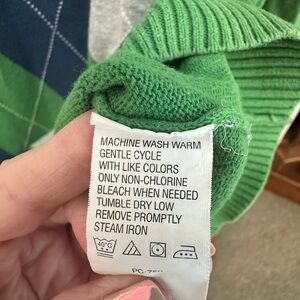 MACHINE WASH WARM
GENTLE CYCLE
WITH LIKE COLORS
ONLY NON-CHLORINE
BLEACH WHEN NEEDED
TUMBLE DRY LOW
REMOVE PROMPTLY
STEAM IRON
40°C